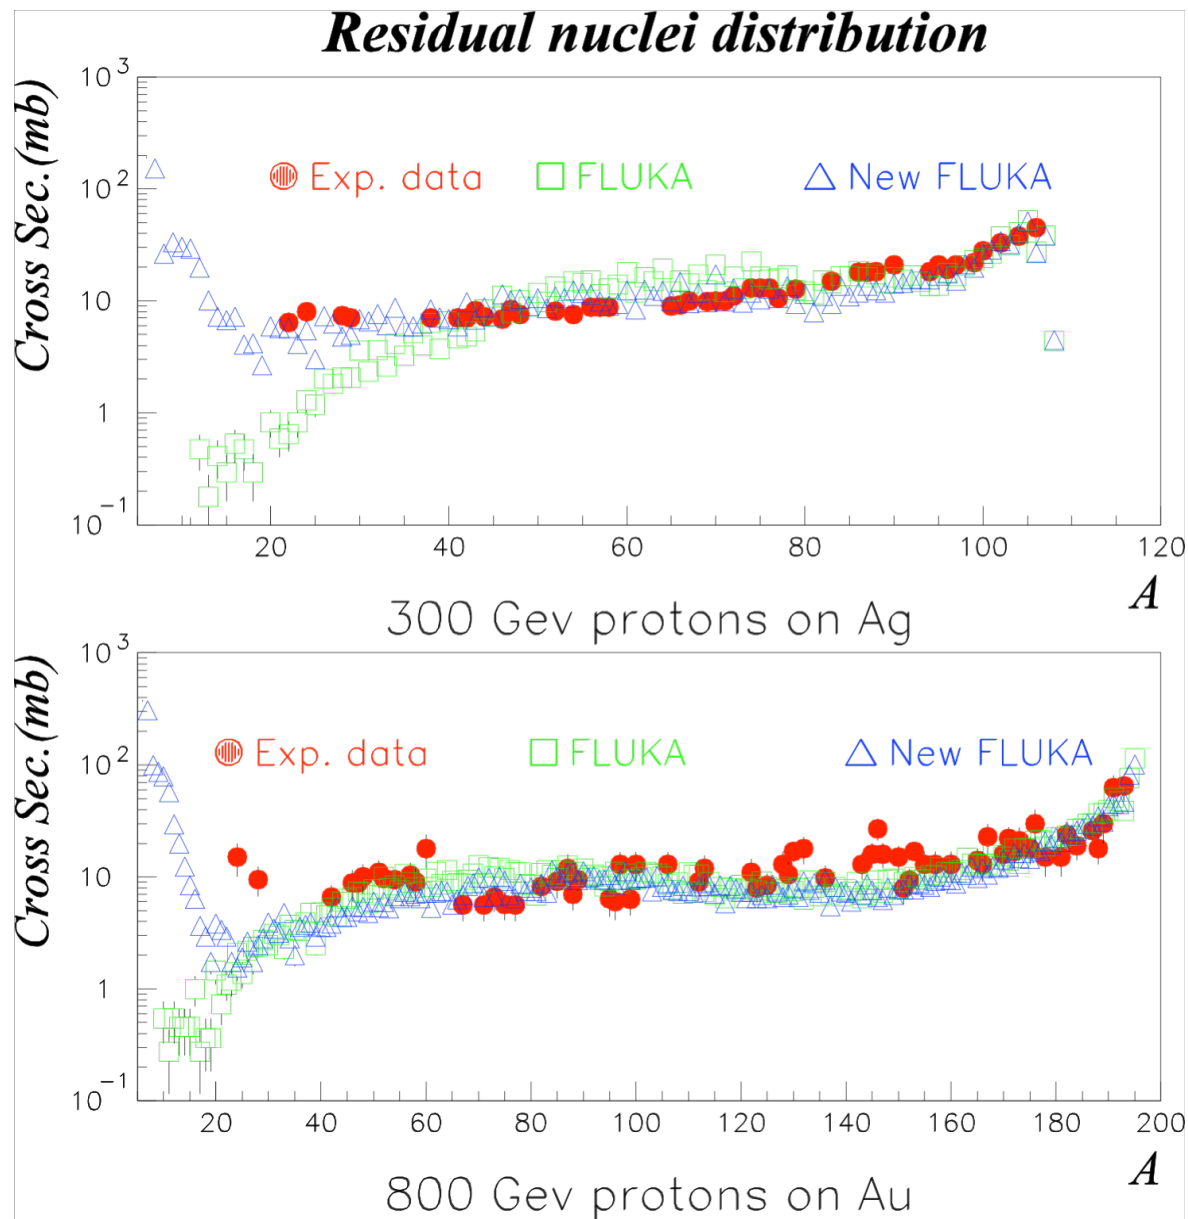 Residual nuclei distribution
Cross Sec.(mb)
10^3
10^2
10
1
10^-1
Exp. data
FLUKA
New FLUKA
20 40 60 80 100 120
A
300 Gev protons on Ag
Cross Sec.(mb)
10^3
10^2
10
1
10^-1
Exp. data
FLUKA
New FLUKA
20 40 60 80 100 120 140 160 180 200
A
800 Gev protons on Au